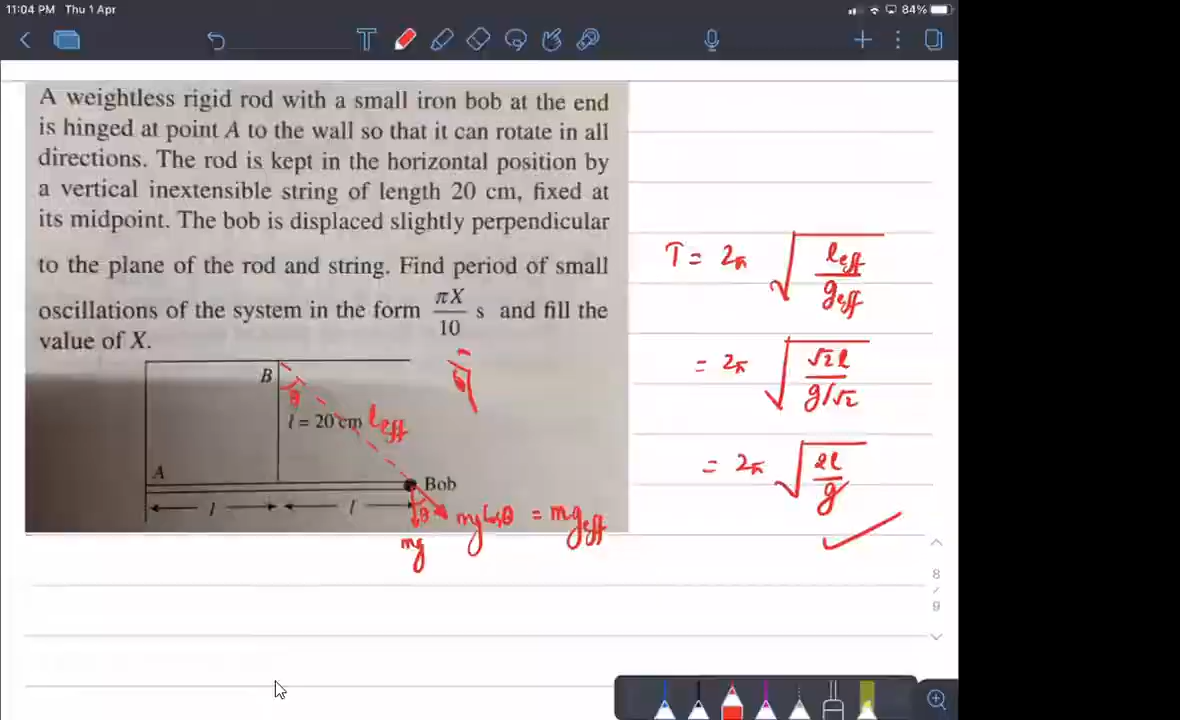 11:04 PM Thu 1 Apr
84%
T
A weightless rigid rod with a small iron bob at the end
is hinged at point A to the wall so that it can rotate in all
directions. The rod is kept in the horizontal position by
a vertical inextensible string of length 20 cm, fixed at
its midpoint. The bob is displaced slightly perpendicular
to the plane of the rod and string. Find period of small
oscillations of the system in the form πX/10 s and fill the
value of X.
B
θ
l = 20 cm
leff
A
Bob
l
l
θ
mg
mg cosθ = mgeff
T = 2π √(leff/geff)
= 2π √(√2l/g/√2)
= 2π √(2l/g)
8
/
9